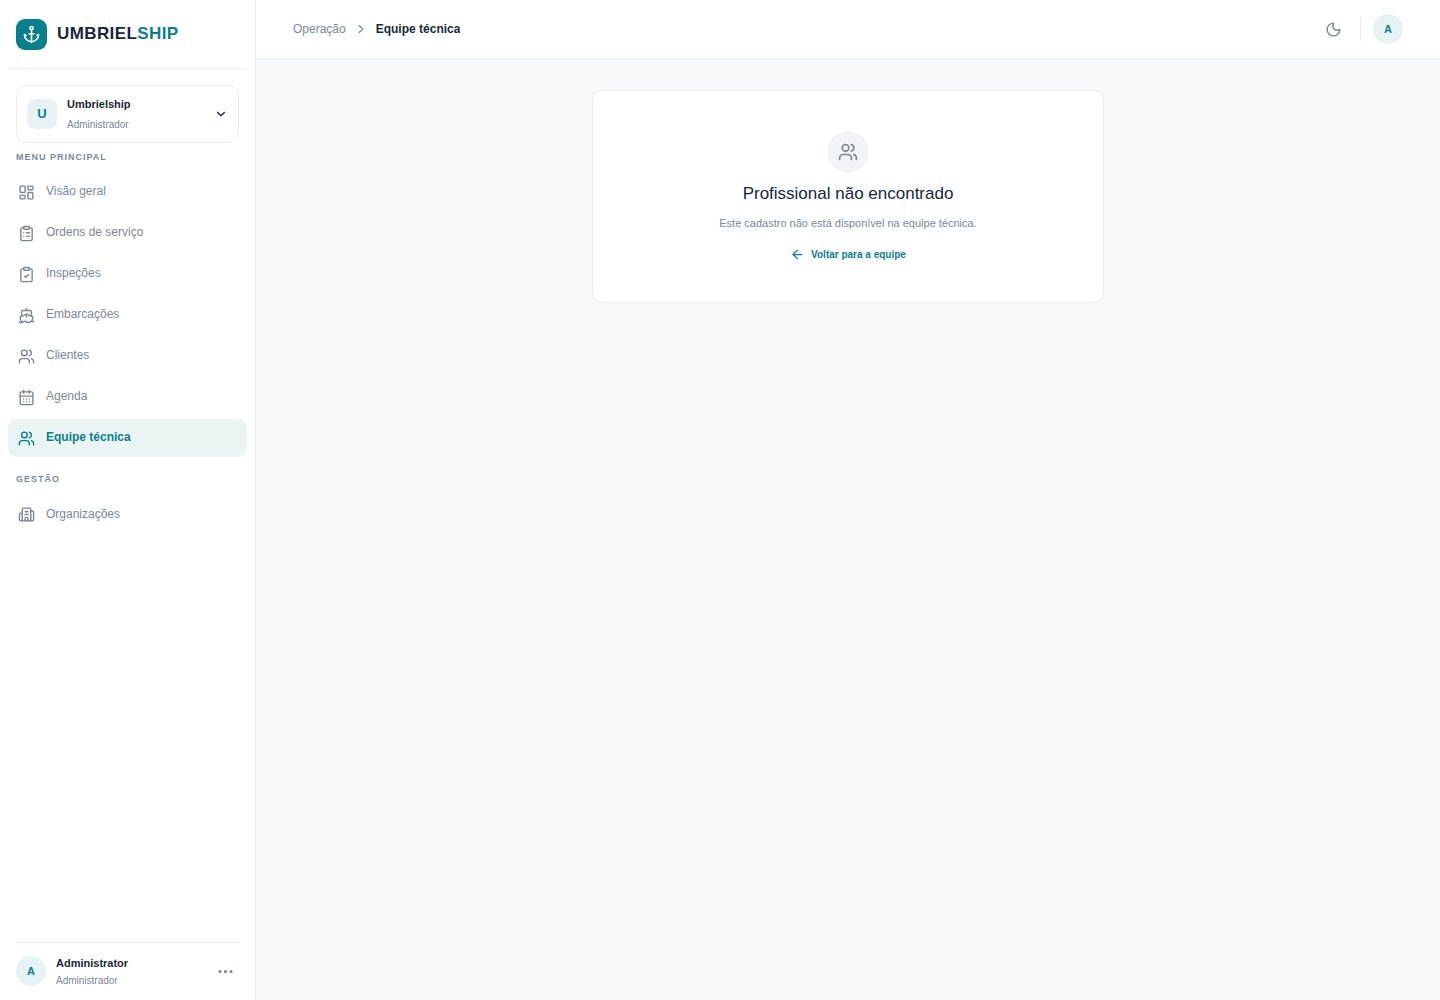 UMBRIELSHIP
U
Umbrielship
Administrador
MENU PRINCIPAL
Visão geral
Ordens de serviço
Inspeções
Embarcações
Clientes
Agenda
Equipe técnica
GESTÃO
Organizações
A
Administrator
Administrador
Operação
Equipe técnica
A
Profissional não encontrado
Este cadastro não está disponível na equipe técnica.
Voltar para a equipe